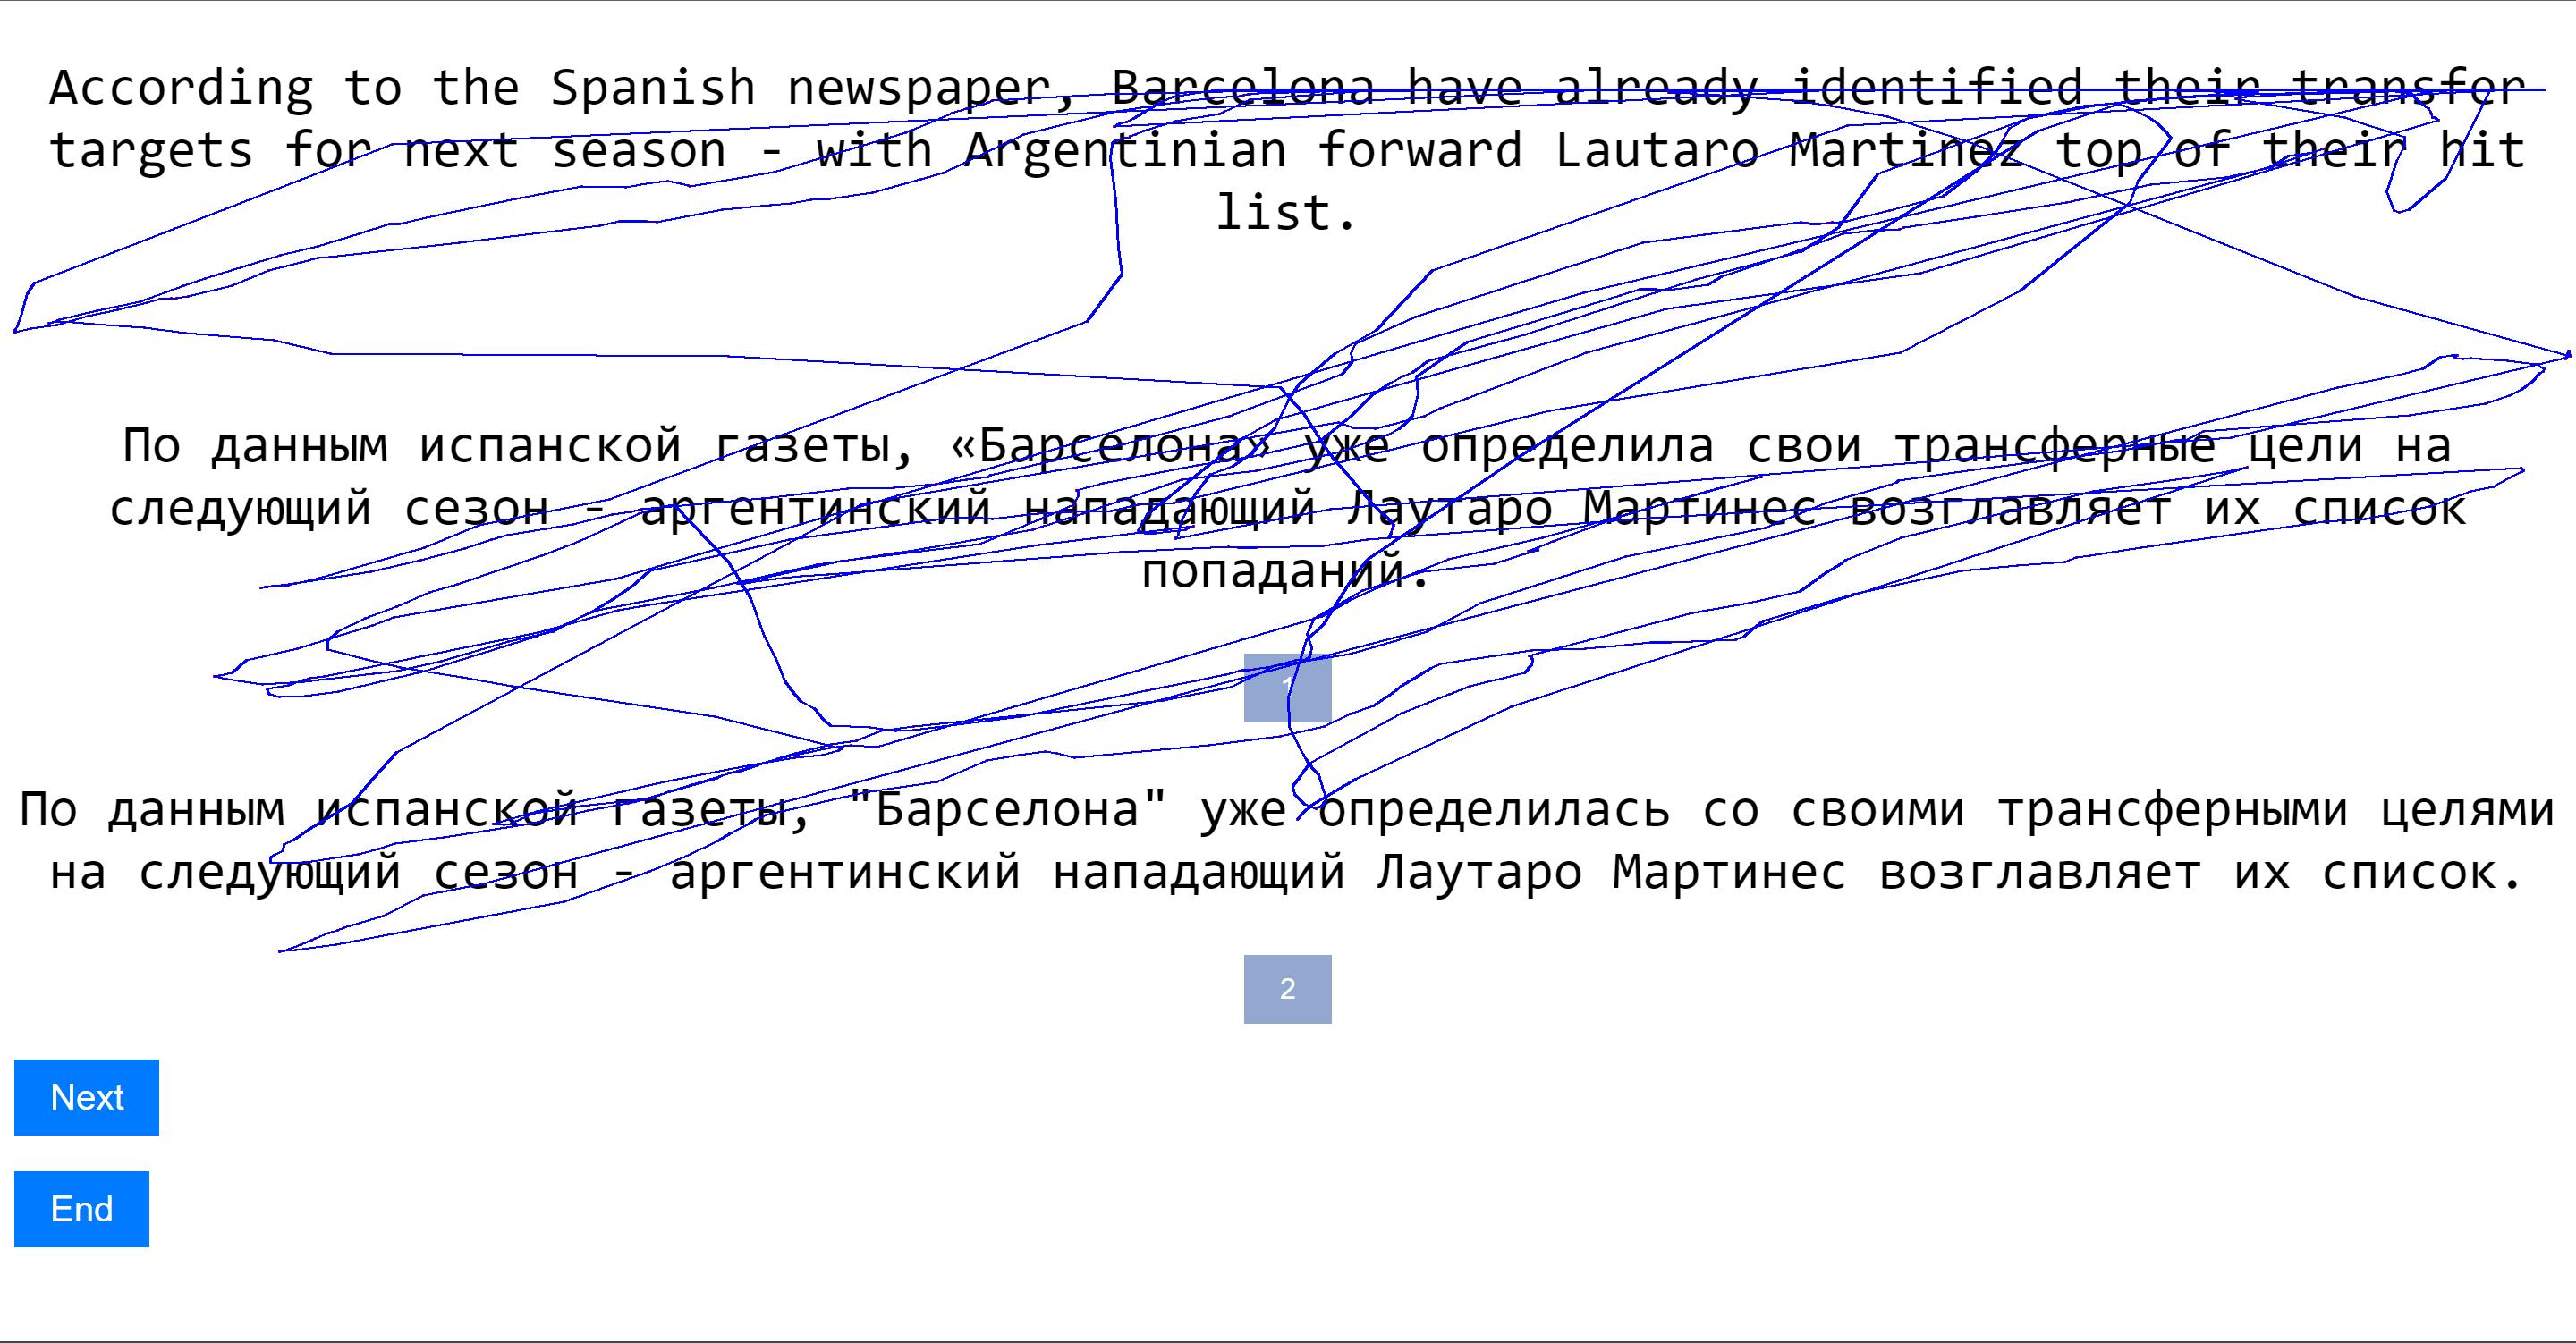 According to the Spanish newspaper, Barcelona have already identified their transfer
targets for next season - with Argentinian forward Lautaro Martinez top of their hit
list.
По данным испанской газеты, «Барселона» уже определила свои трансферные цели на
следующий сезон - аргентинский нападающий Лаутаро Мартинес возглавляет их список
попаданий.
1
По данным испанской газеты, "Барселона" уже определилась со своими трансферными целями
на следующий сезон - аргентинский нападающий Лаутаро Мартинес возглавляет их список.
2
Next
End